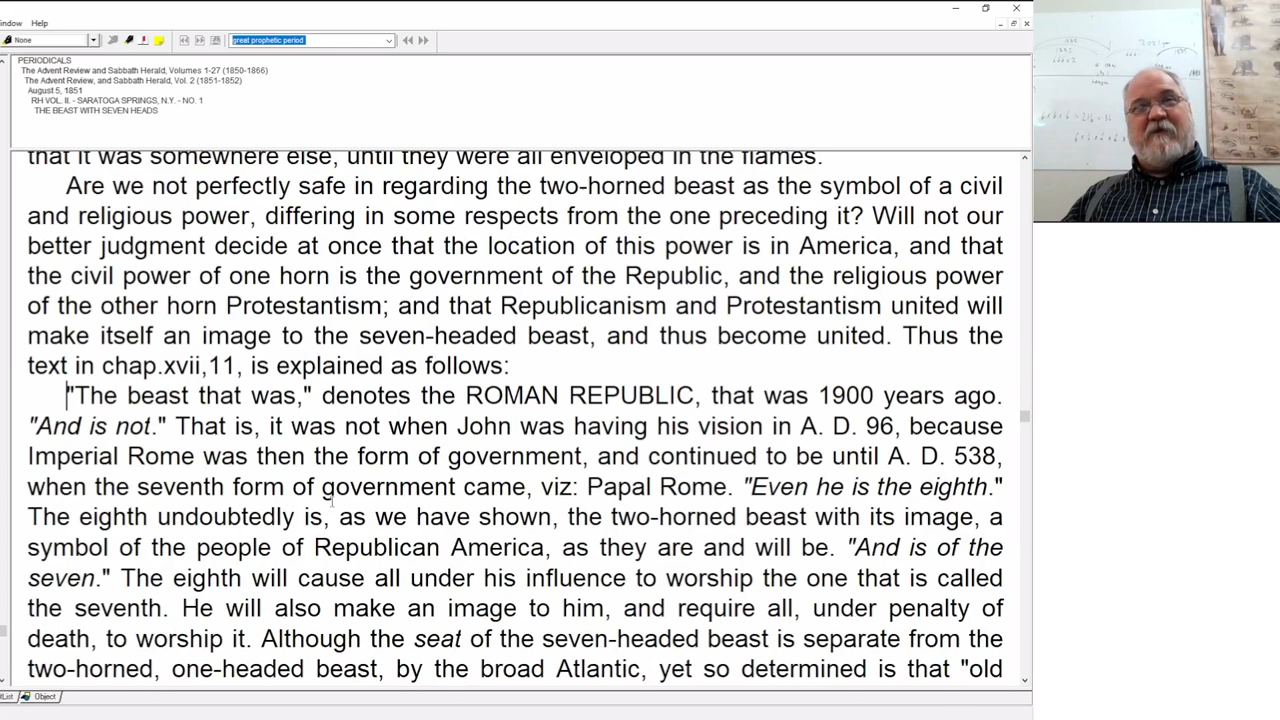 indow Help
None
great prophetic period
PERIODICALS
The Advent Review and Sabbath Herald, Volumes 1-27 (1850-1866)
The Advent Review, and Sabbath Herald, Vol. 2 (1851-1852)
August 5, 1851
RH VOL. II. - SARATOGA SPRINGS, N.Y. - NO. 1
THE BEAST WITH SEVEN HEADS
that it was somewhere else, until they were all enveloped in the flames.
Are we not perfectly safe in regarding the two-horned beast as the symbol of a civil
and religious power, differing in some respects from the one preceding it? Will not our
better judgment decide at once that the location of this power is in America, and that
the civil power of one horn is the government of the Republic, and the religious power
of the other horn Protestantism; and that Republicanism and Protestantism united will
make itself an image to the seven-headed beast, and thus become united. Thus the
text in chap.xvii,11, is explained as follows:
"The beast that was," denotes the ROMAN REPUBLIC, that was 1900 years ago.
"And is not." That is, it was not when John was having his vision in A. D. 96, because
Imperial Rome was then the form of government, and continued to be until A. D. 538,
when the seventh form of government came, viz: Papal Rome. "Even he is the eighth."
The eighth undoubtedly is, as we have shown, the two-horned beast with its image, a
symbol of the people of Republican America, as they are and will be. "And is of the
seven." The eighth will cause all under his influence to worship the one that is called
the seventh. He will also make an image to him, and require all, under penalty of
death, to worship it. Although the seat of the seven-headed beast is separate from the
two-horned, one-headed beast, by the broad Atlantic, yet so determined is that "old
tList Object